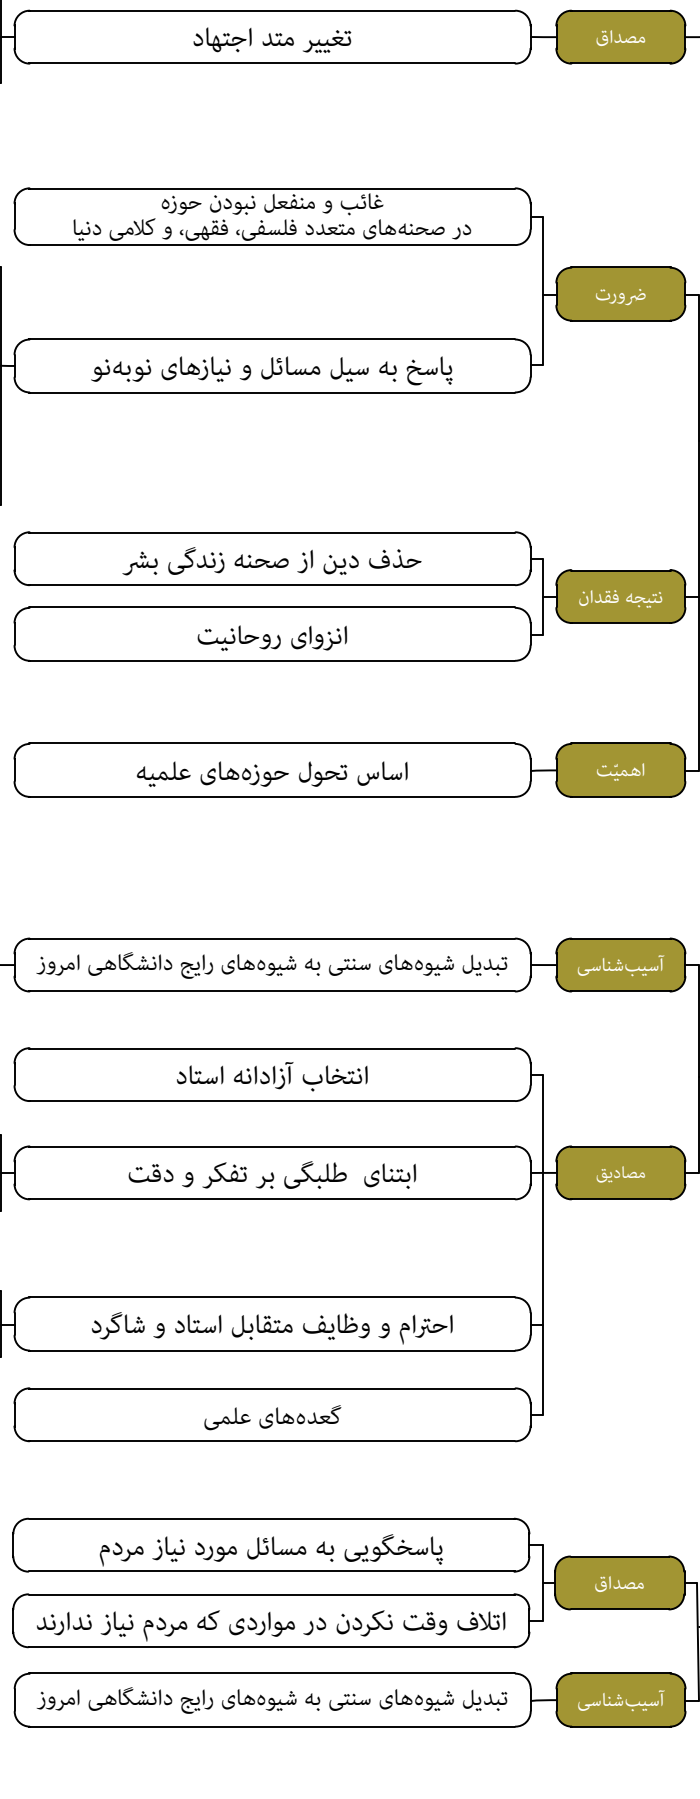 مصداق
تغییر متد اجتهاد
ضرورت
غائب و منفعل نبودن حوزه
در صحنه‌های متعدد فلسفی، فقهی، و کلامی دنیا
پاسخ به سیل مسائل و نیازهای نوبه‌نو
نتیجه فقدان
حذف دین از صحنه زندگی بشر
انزوای روحانیت
اهمیّت
اساس تحول حوزه‌های علمیه
آسیب‌شناسی
تبدیل شیوه‌های سنتی به شیوه‌های رایج دانشگاهی امروز
مصادیق
انتخاب آزادانه استاد
ابتنای طلبگی بر تفکر و دقت
احترام و وظایف متقابل استاد و شاگرد
گعده‌های علمی
مصداق
پاسخگویی به مسائل مورد نیاز مردم
اتلاف وقت نکردن در مواردی که مردم نیاز ندارند
آسیب‌شناسی
تبدیل شیوه‌های سنتی به شیوه‌های رایج دانشگاهی امروز